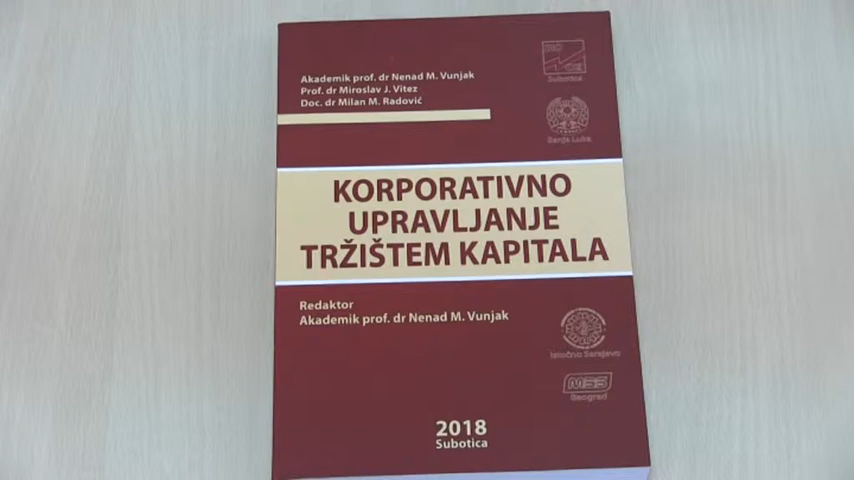 Akademik prof. dr Nenad M. Vunjak
Prof. dr Miroslav J. Vitez
Doc. dr Milan M. Radović
Subotica
Banja Luka
KORPORATIVNO
UPRAVLJANJE
TRŽIŠTEM KAPITALA
Redaktor
Akademik prof. dr Nenad M. Vunjak
Istočno Sarajevo
Beograd
2018
Subotica